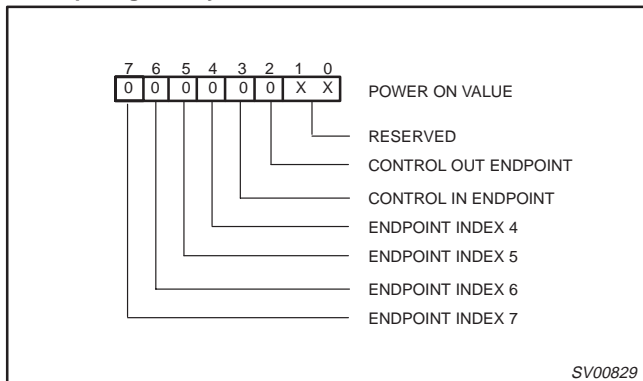 7 6 5 4 3 2 1 0
0 0 0 0 0 0 X X POWER ON VALUE
RESERVED
CONTROL OUT ENDPOINT
CONTROL IN ENDPOINT
ENDPOINT INDEX 4
ENDPOINT INDEX 5
ENDPOINT INDEX 6
ENDPOINT INDEX 7
SV00829